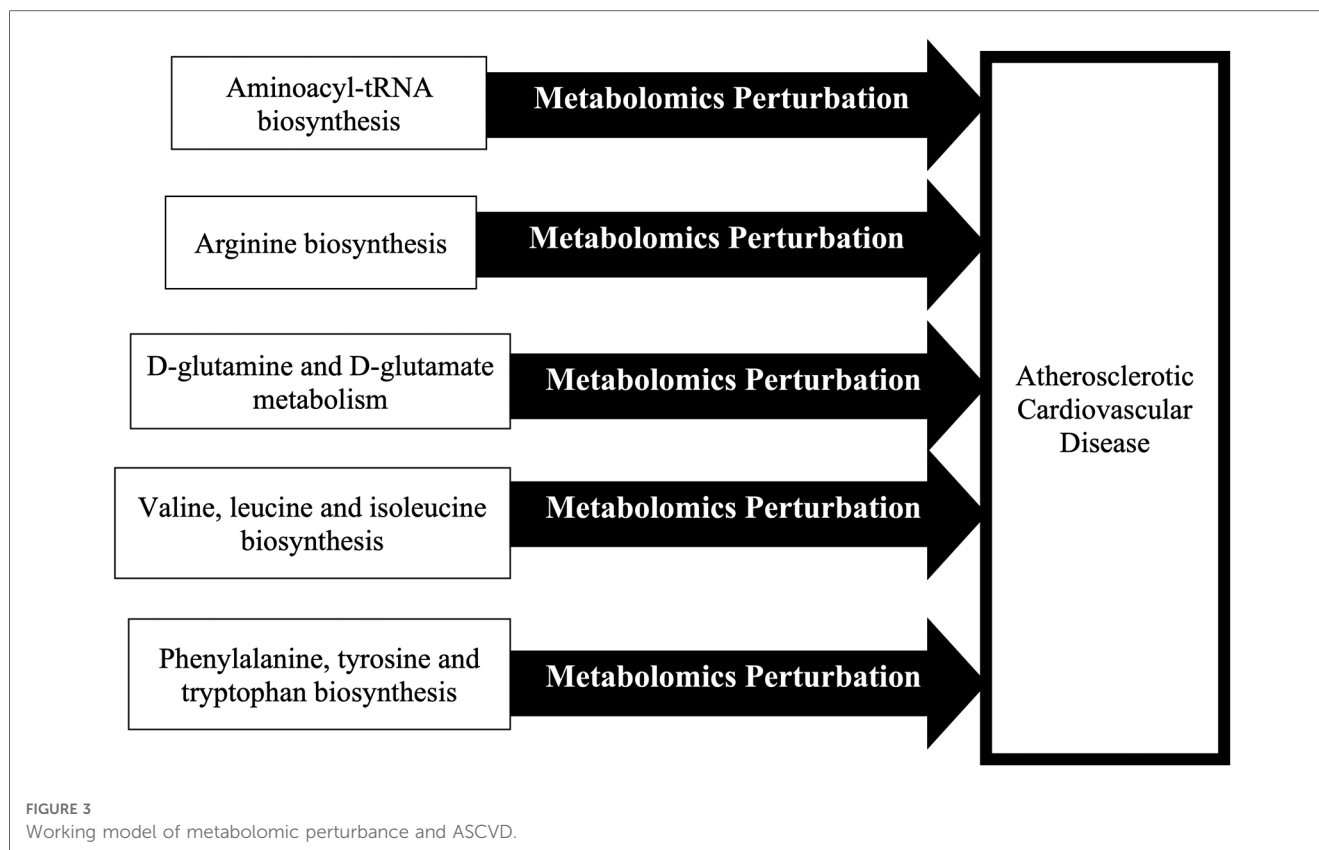 Aminoacyl-tRNA
biosynthesis
Metabolomics Perturbation
Arginine biosynthesis
Metabolomics Perturbation
D-glutamine and D-glutamate
metabolism
Metabolomics Perturbation
Valine, leucine and isoleucine
biosynthesis
Metabolomics Perturbation
Phenylalanine, tyrosine and
tryptophan biosynthesis
Metabolomics Perturbation
Atherosclerotic
Cardiovascular
Disease
FIGURE 3
Working model of metabolomic perturbance and ASCVD.